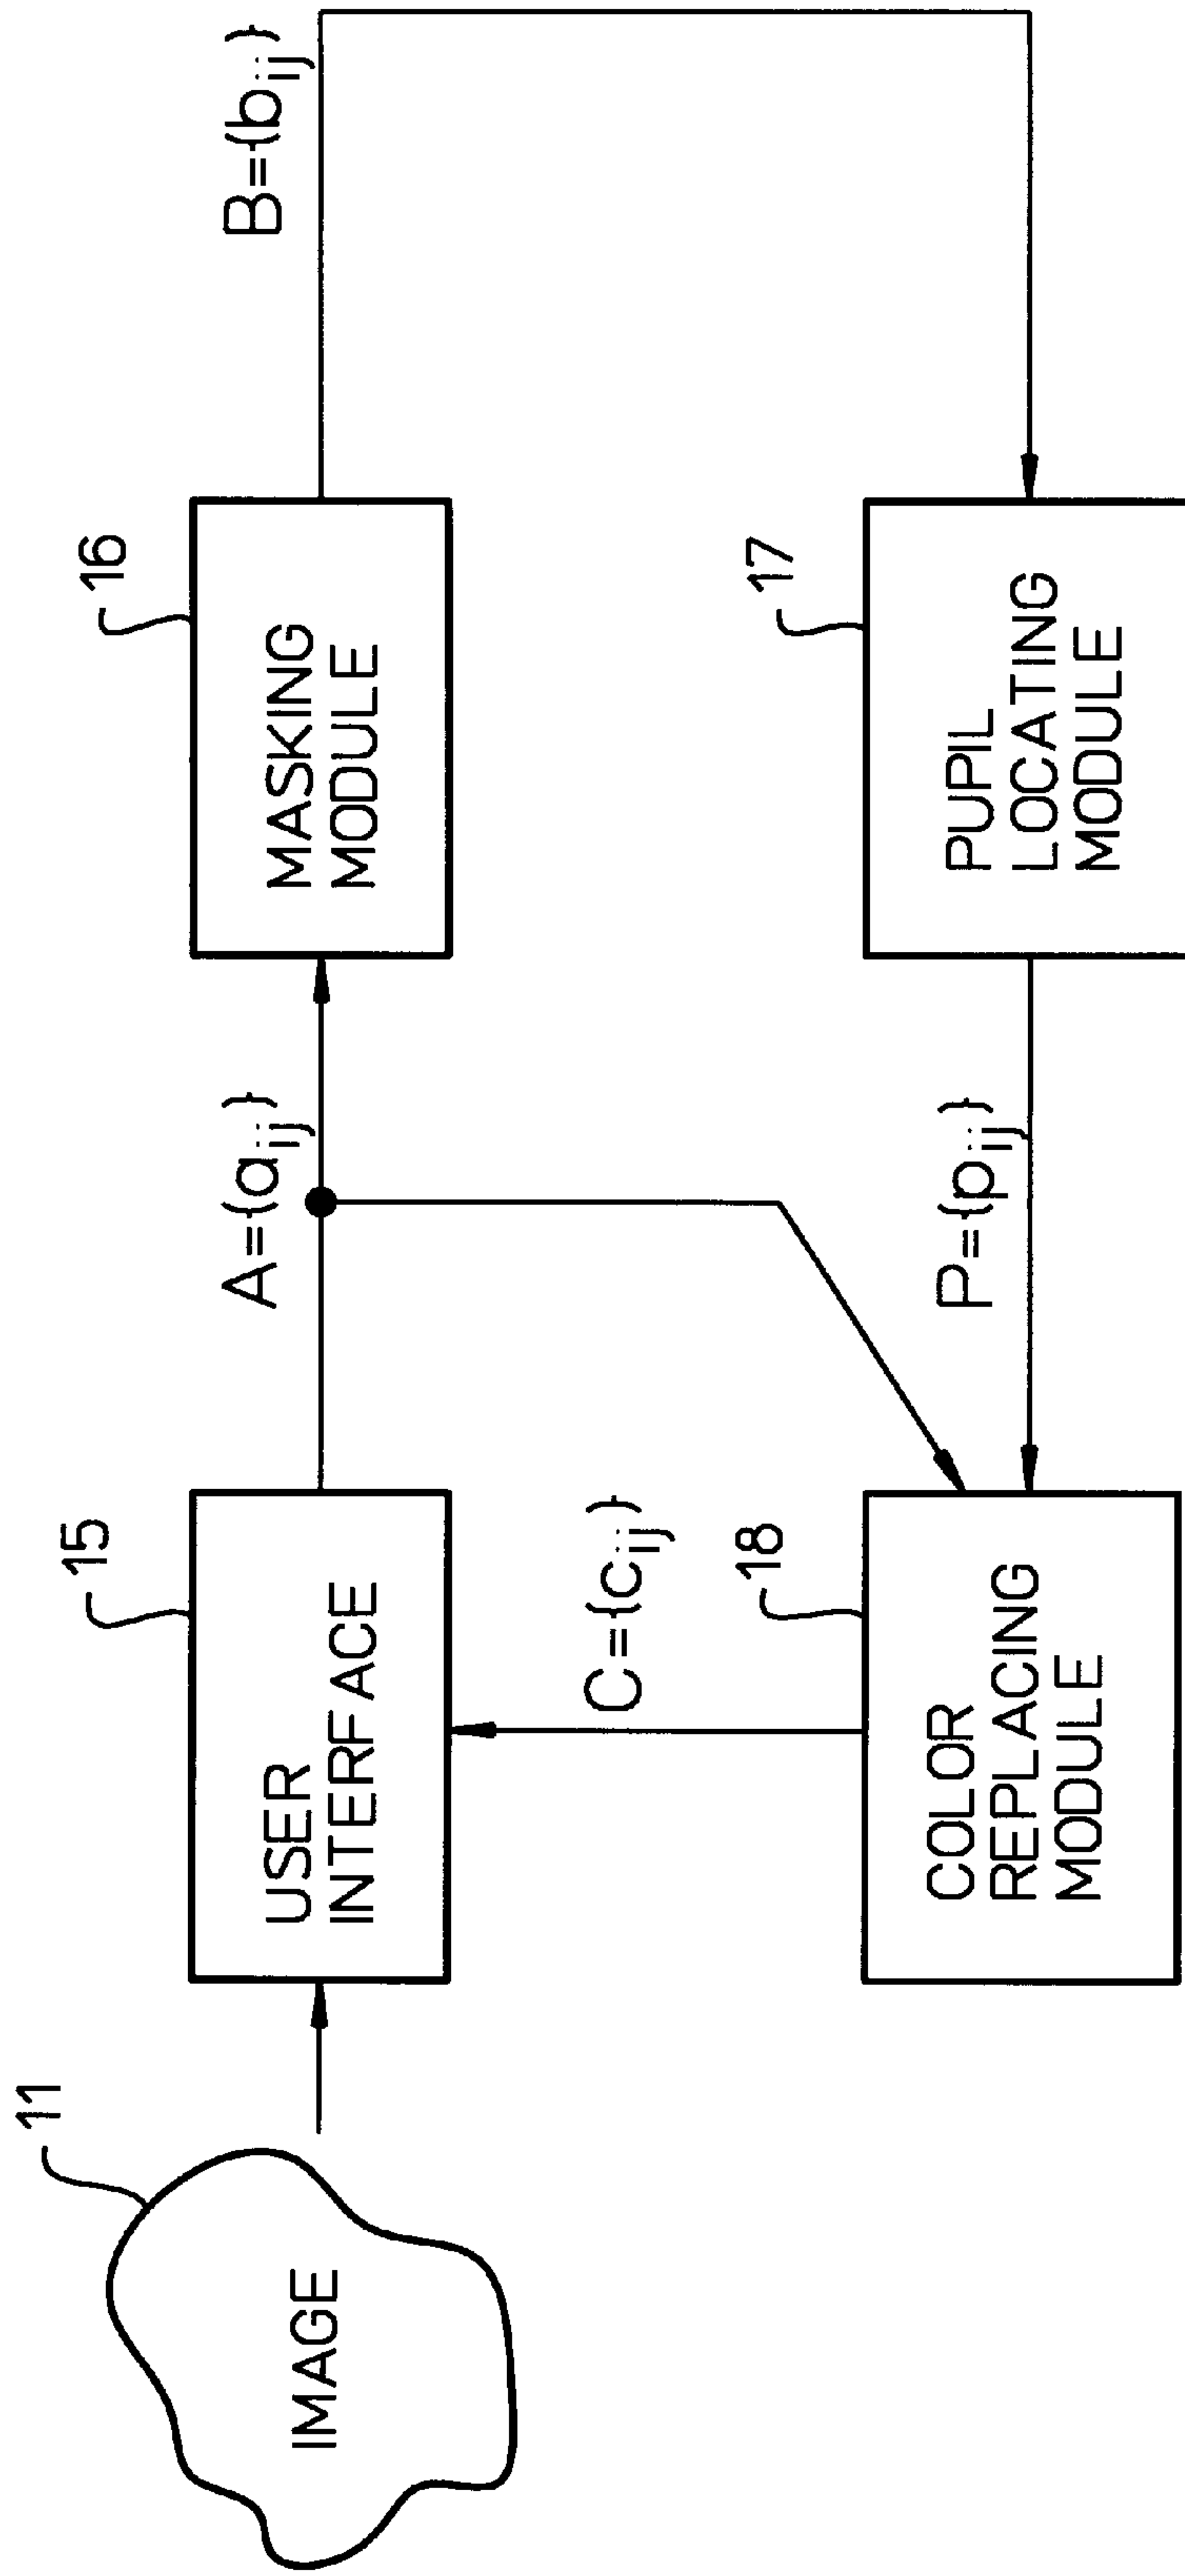 11
IMAGE
15
USER
INTERFACE
A={a_ij}
16
MASKING
MODULE
B={b_ij}
C={c_ij}
18
COLOR
REPLACING
MODULE
P={p_ij}
17
PUPIL
LOCATING
MODULE